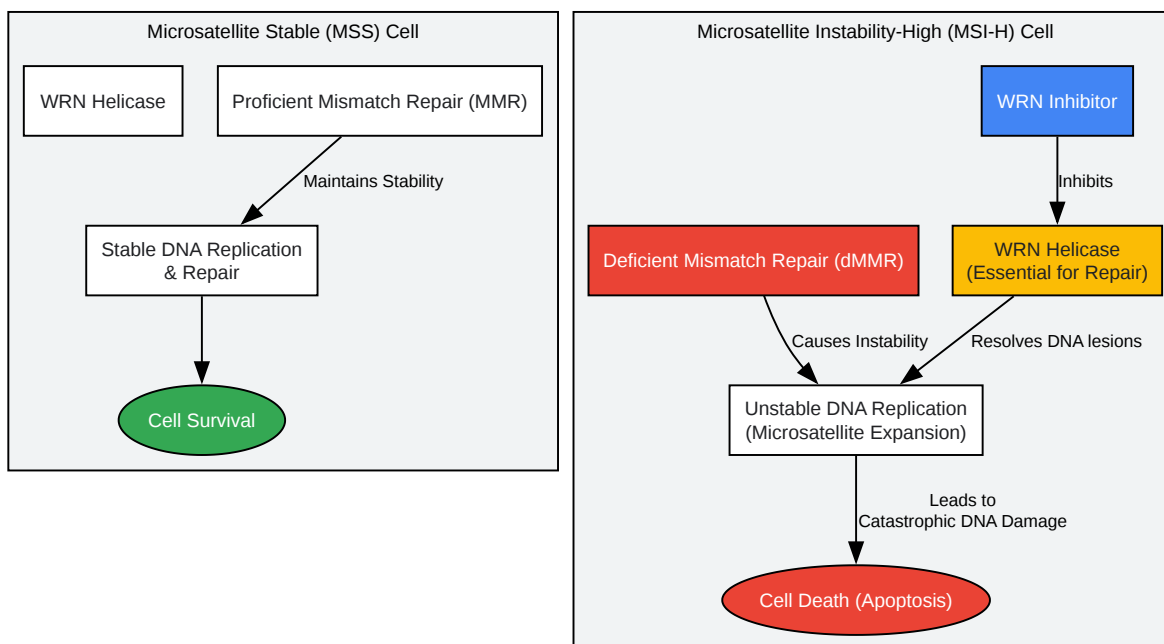 Microsatellite Stable (MSS) Cell
WRN Helicase
Proficient Mismatch Repair (MMR)
Maintains Stability
Stable DNA Replication
& Repair
Cell Survival
Microsatellite Instability-High (MSI-H) Cell
WRN Inhibitor
Inhibits
Deficient Mismatch Repair (dMMR)
WRN Helicase
(Essential for Repair)
Causes Instability
Resolves DNA lesions
Unstable DNA Replication
(Microsatellite Expansion)
Leads to
Catastrophic DNA Damage
Cell Death (Apoptosis)